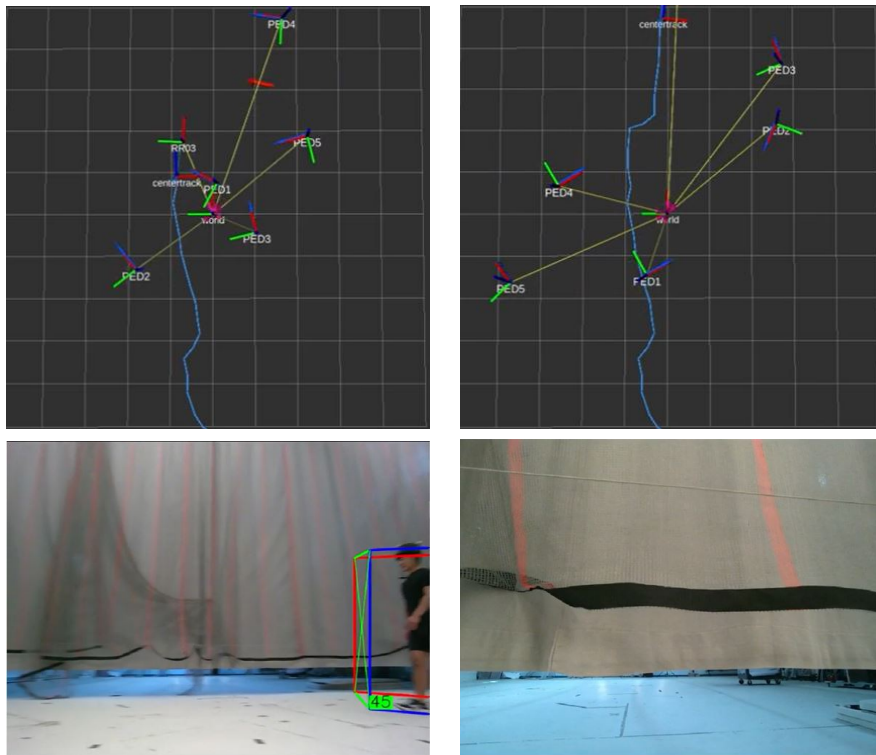 PED4
RR03
PED5
centertrack
PED1
world
PED3
PED2
centertrack
PED3
PED2
PED4
world
PED1
PED5
45